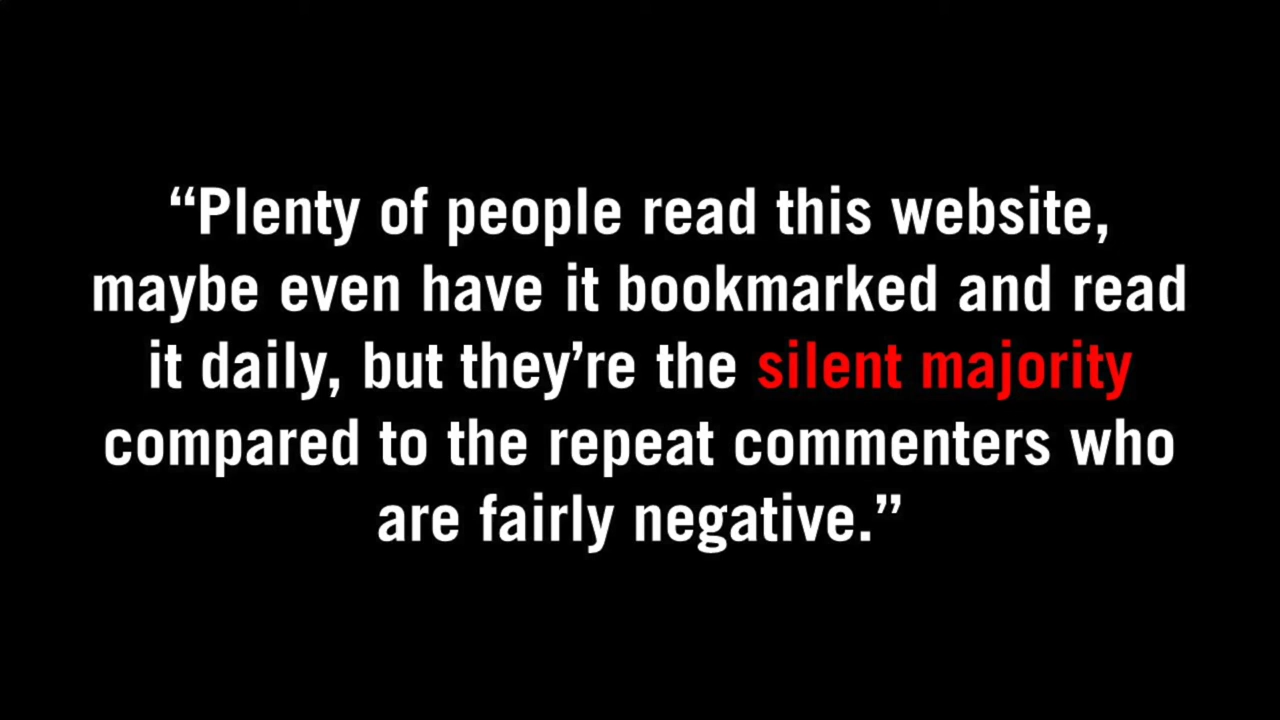 “Plenty of people read this website,
maybe even have it bookmarked and read
it daily, but they’re the silent majority
compared to the repeat commenters who
are fairly negative.”